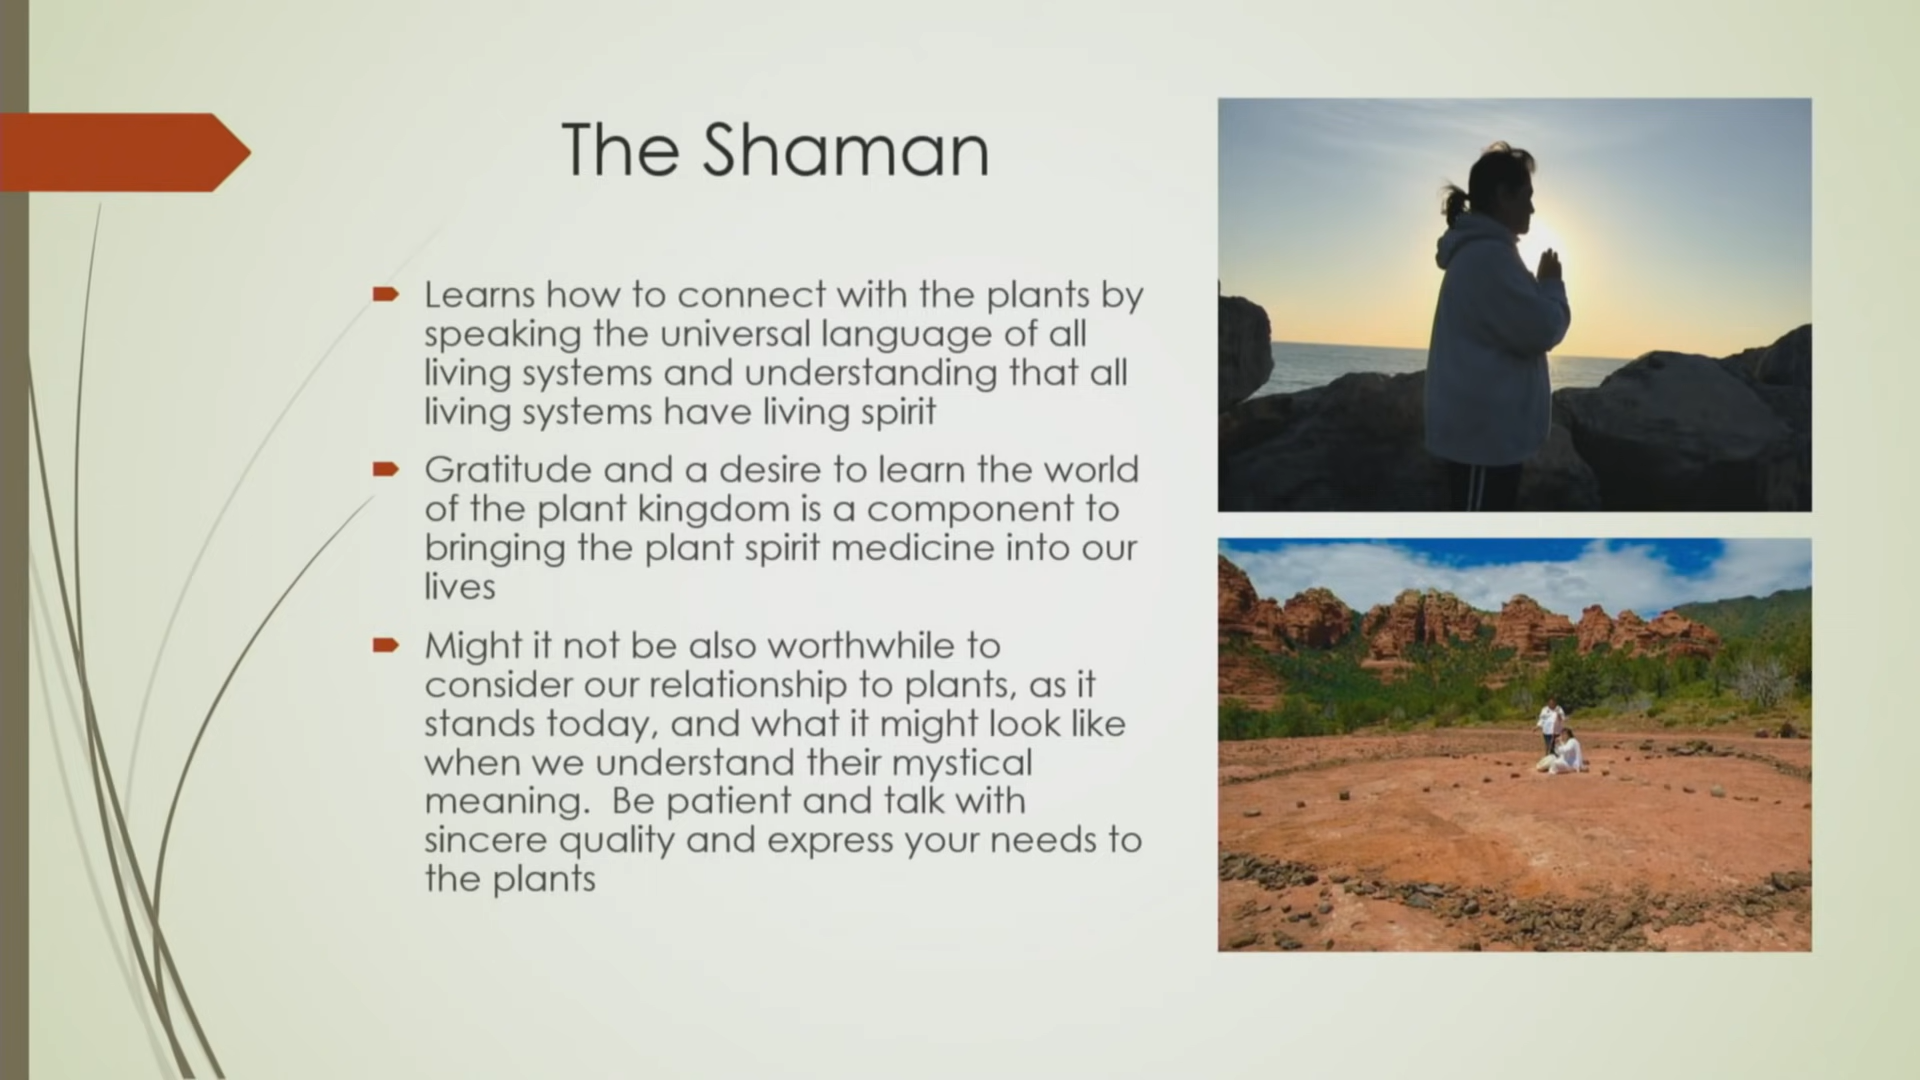 The Shaman
Learns how to connect with the plants by
speaking the universal language of all
living systems and understanding that all
living systems have living spirit
Gratitude and a desire to learn the world
of the plant kingdom is a component to
bringing the plant spirit medicine into our
lives
Might it not be also worthwhile to
consider our relationship to plants, as it
stands today, and what it might look like
when we understand their mystical
meaning.  Be patient and talk with
sincere quality and express your needs to
the plants